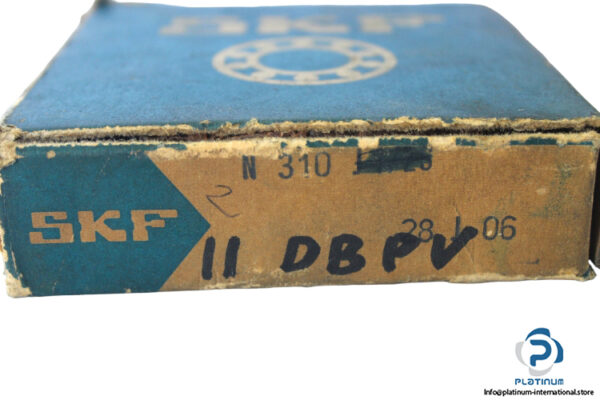 SKF
N 310
2
SKF
28 06
11 DBPV
P
PLATINUM
Info@platinum-international.store